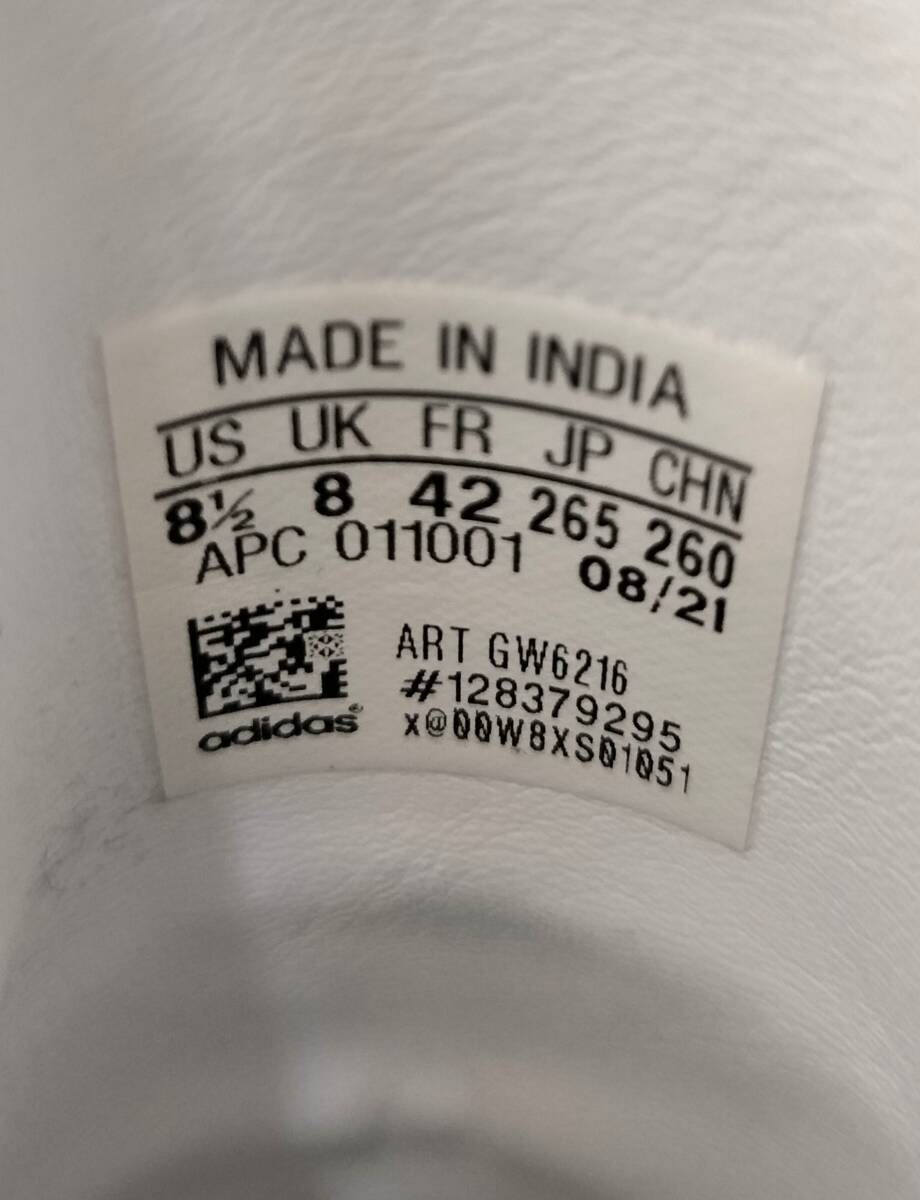 MADE IN INDIA
US UK FR JP CHN
8½ 8 42 265 260
APC 011001 08/21
ART GW6216
#128379295
x@00W8XS01051
adidas®